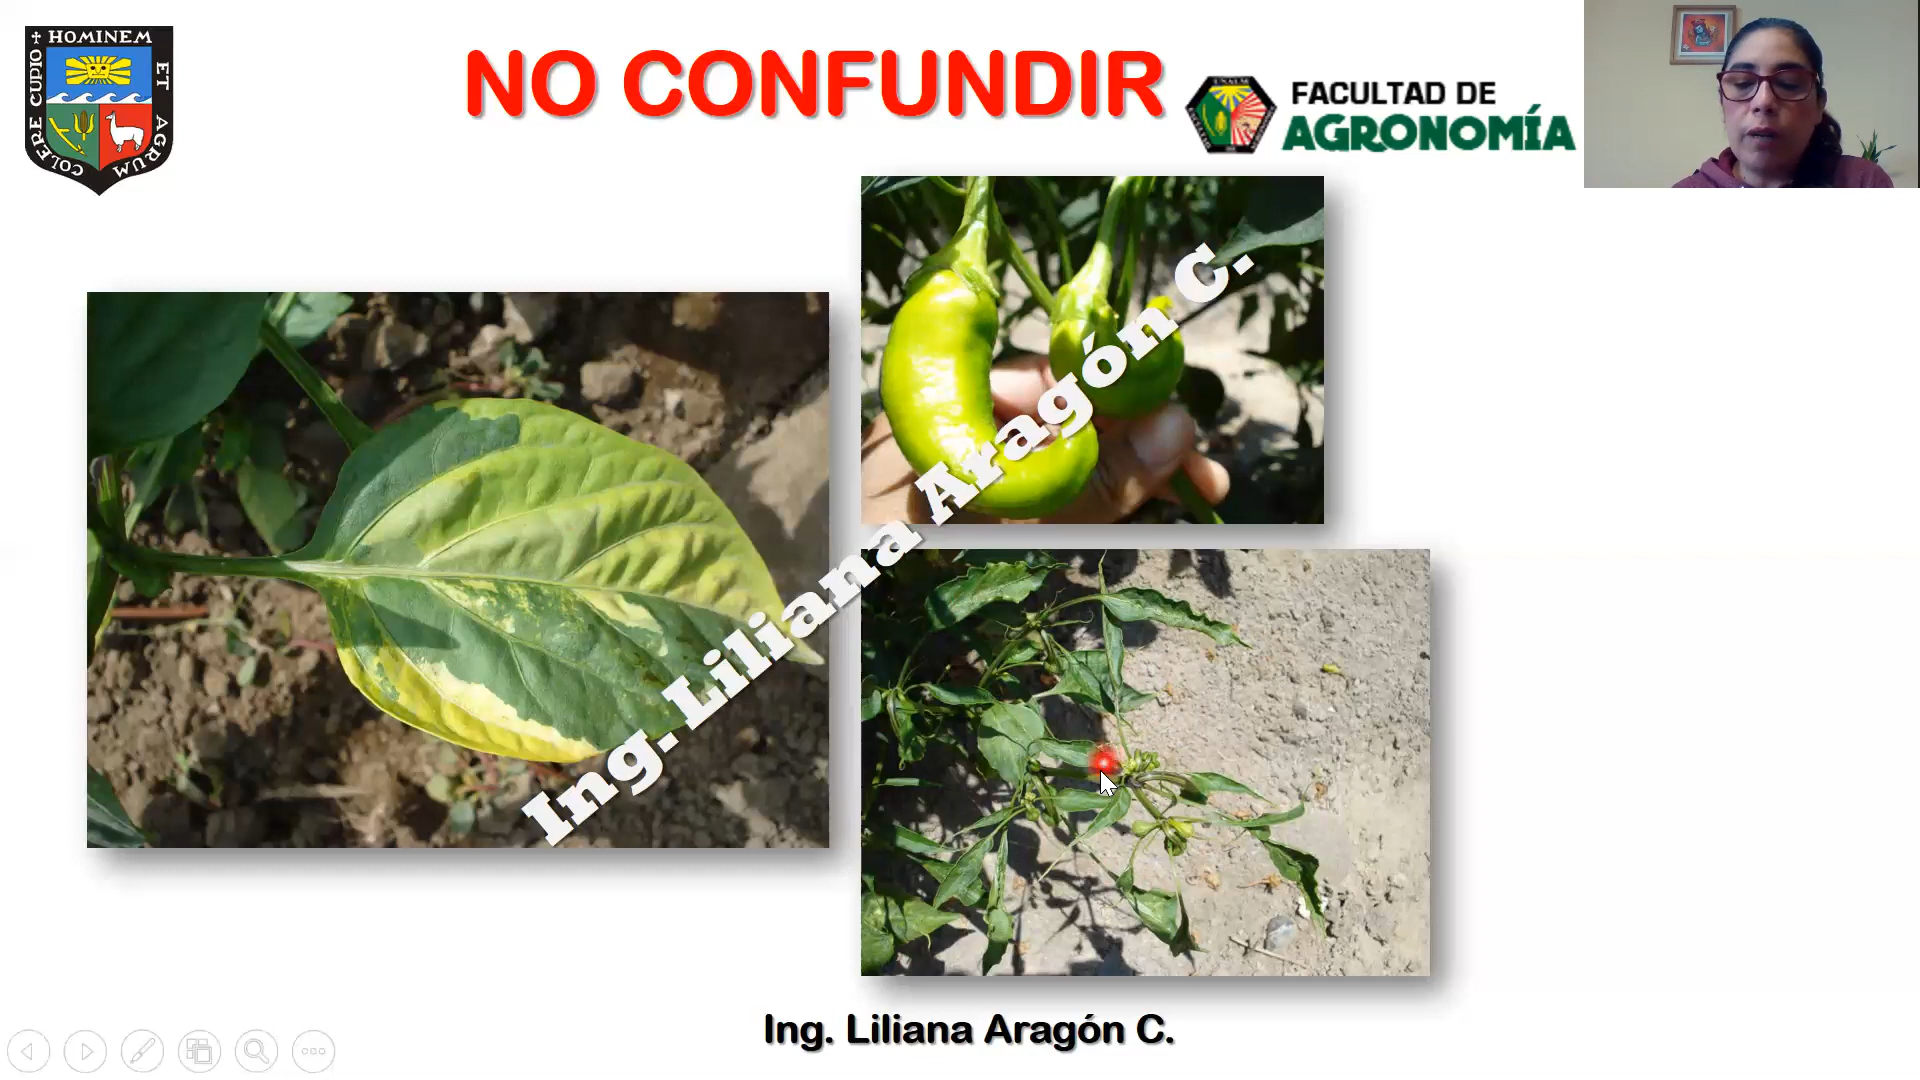 COLERE CUPIO HOMINEM ET AGRUM
NO CONFUNDIR
FACULTAD DE
AGRONOMÍA
Ing. Liliana Aragón C.
Ing. Liliana Aragón C.